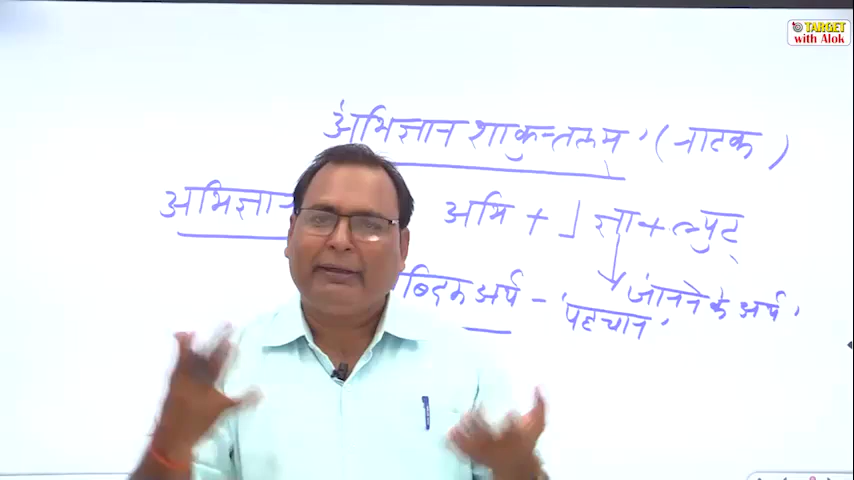 TARGET
with Alok
'अभिज्ञान शाकुन्तलम' (नाटक)
अभिज्ञान अभि + √ज्ञा + ल्युट्
अर्थ - 'पहचान' जानने के अर्थ'